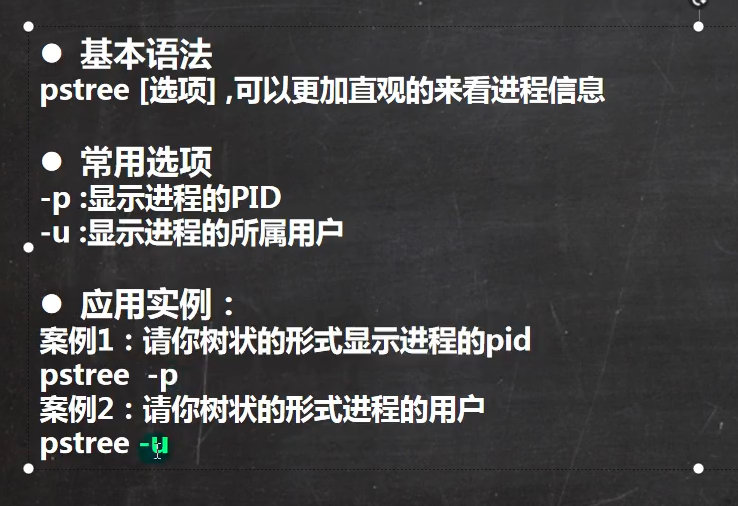 ● 基本语法
pstree [选项] ,可以更加直观的来看进程信息
● 常用选项
-p :显示进程的PID
-u :显示进程的所属用户
● 应用实例：
案例1：请你树状的形式显示进程的pid
pstree -p
案例2：请你树状的形式进程的用户
pstree -u